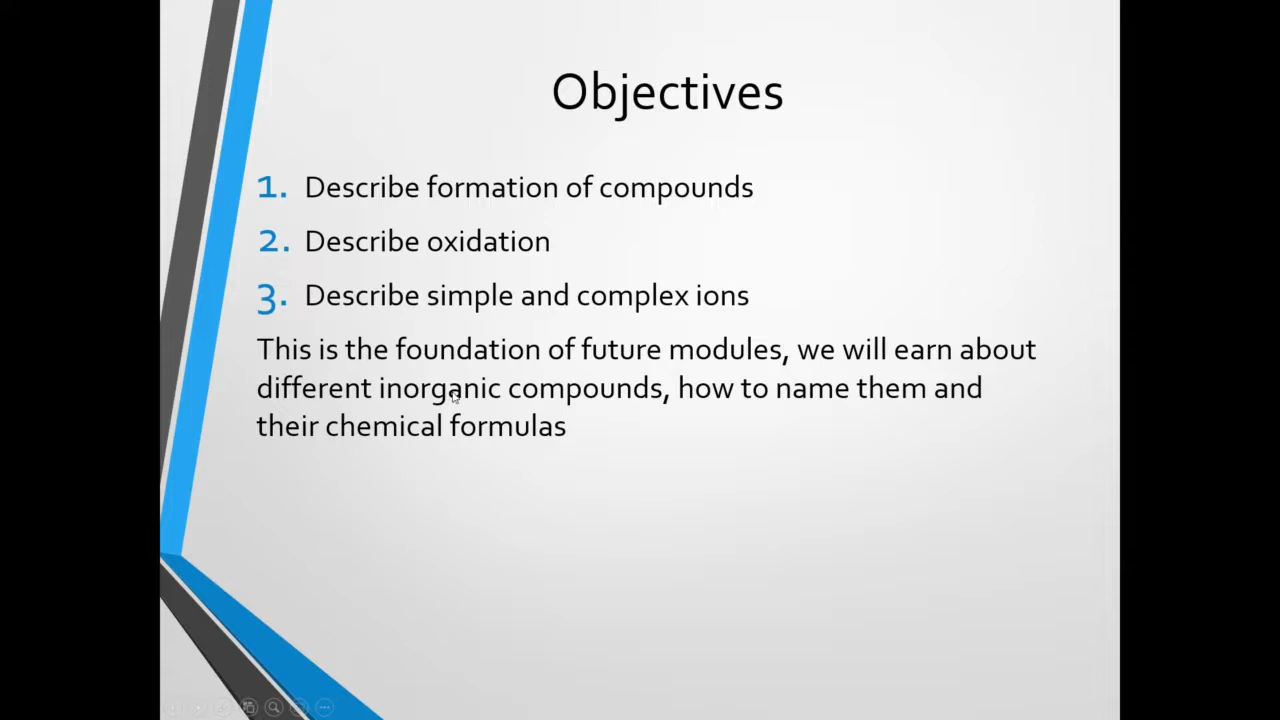 Objectives
1. Describe formation of compounds
2. Describe oxidation
3. Describe simple and complex ions
This is the foundation of future modules, we will earn about
different inorganic compounds, how to name them and
their chemical formulas